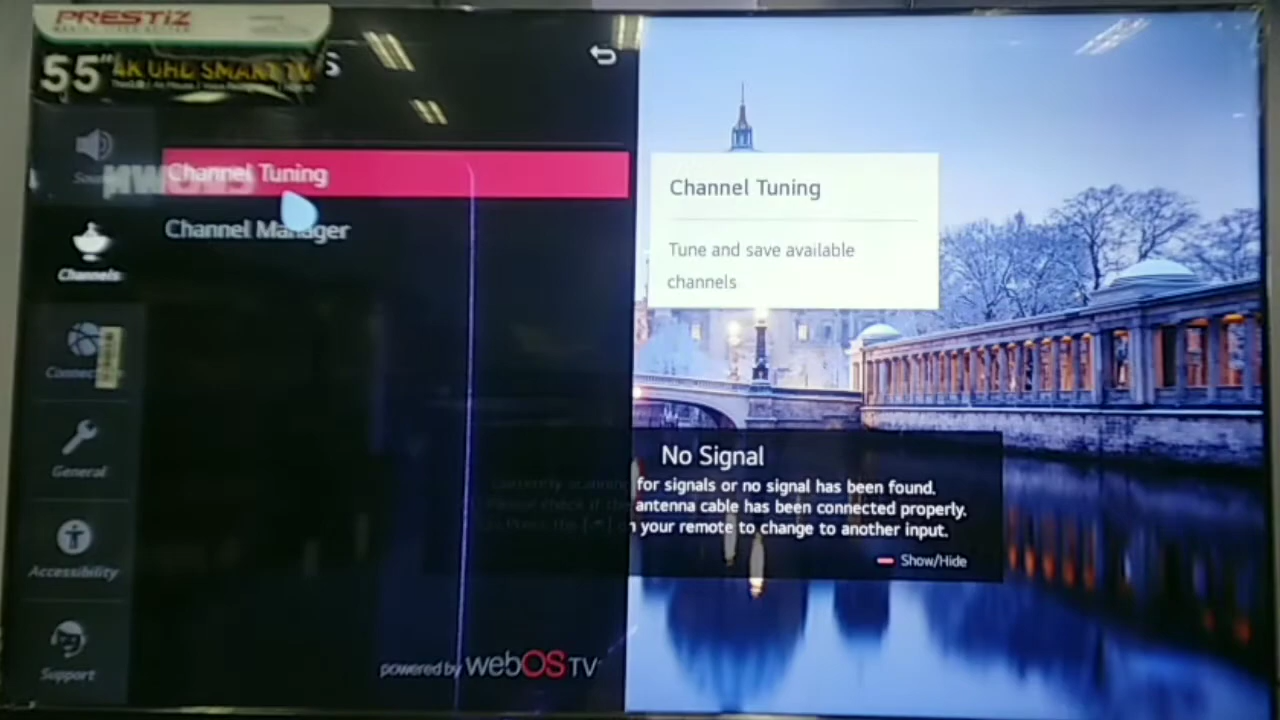 PRESTIZ
55" 4K UHD SMART TV
S
Channel Tuning
Channel Manager
Channels
General
Accessibility
Support
powered by webOS TV
Channel Tuning
Tune and save available
channels
No Signal
for signals or no signal has been found.
antenna cable has been connected properly.
your remote to change to another input.
Show/Hide